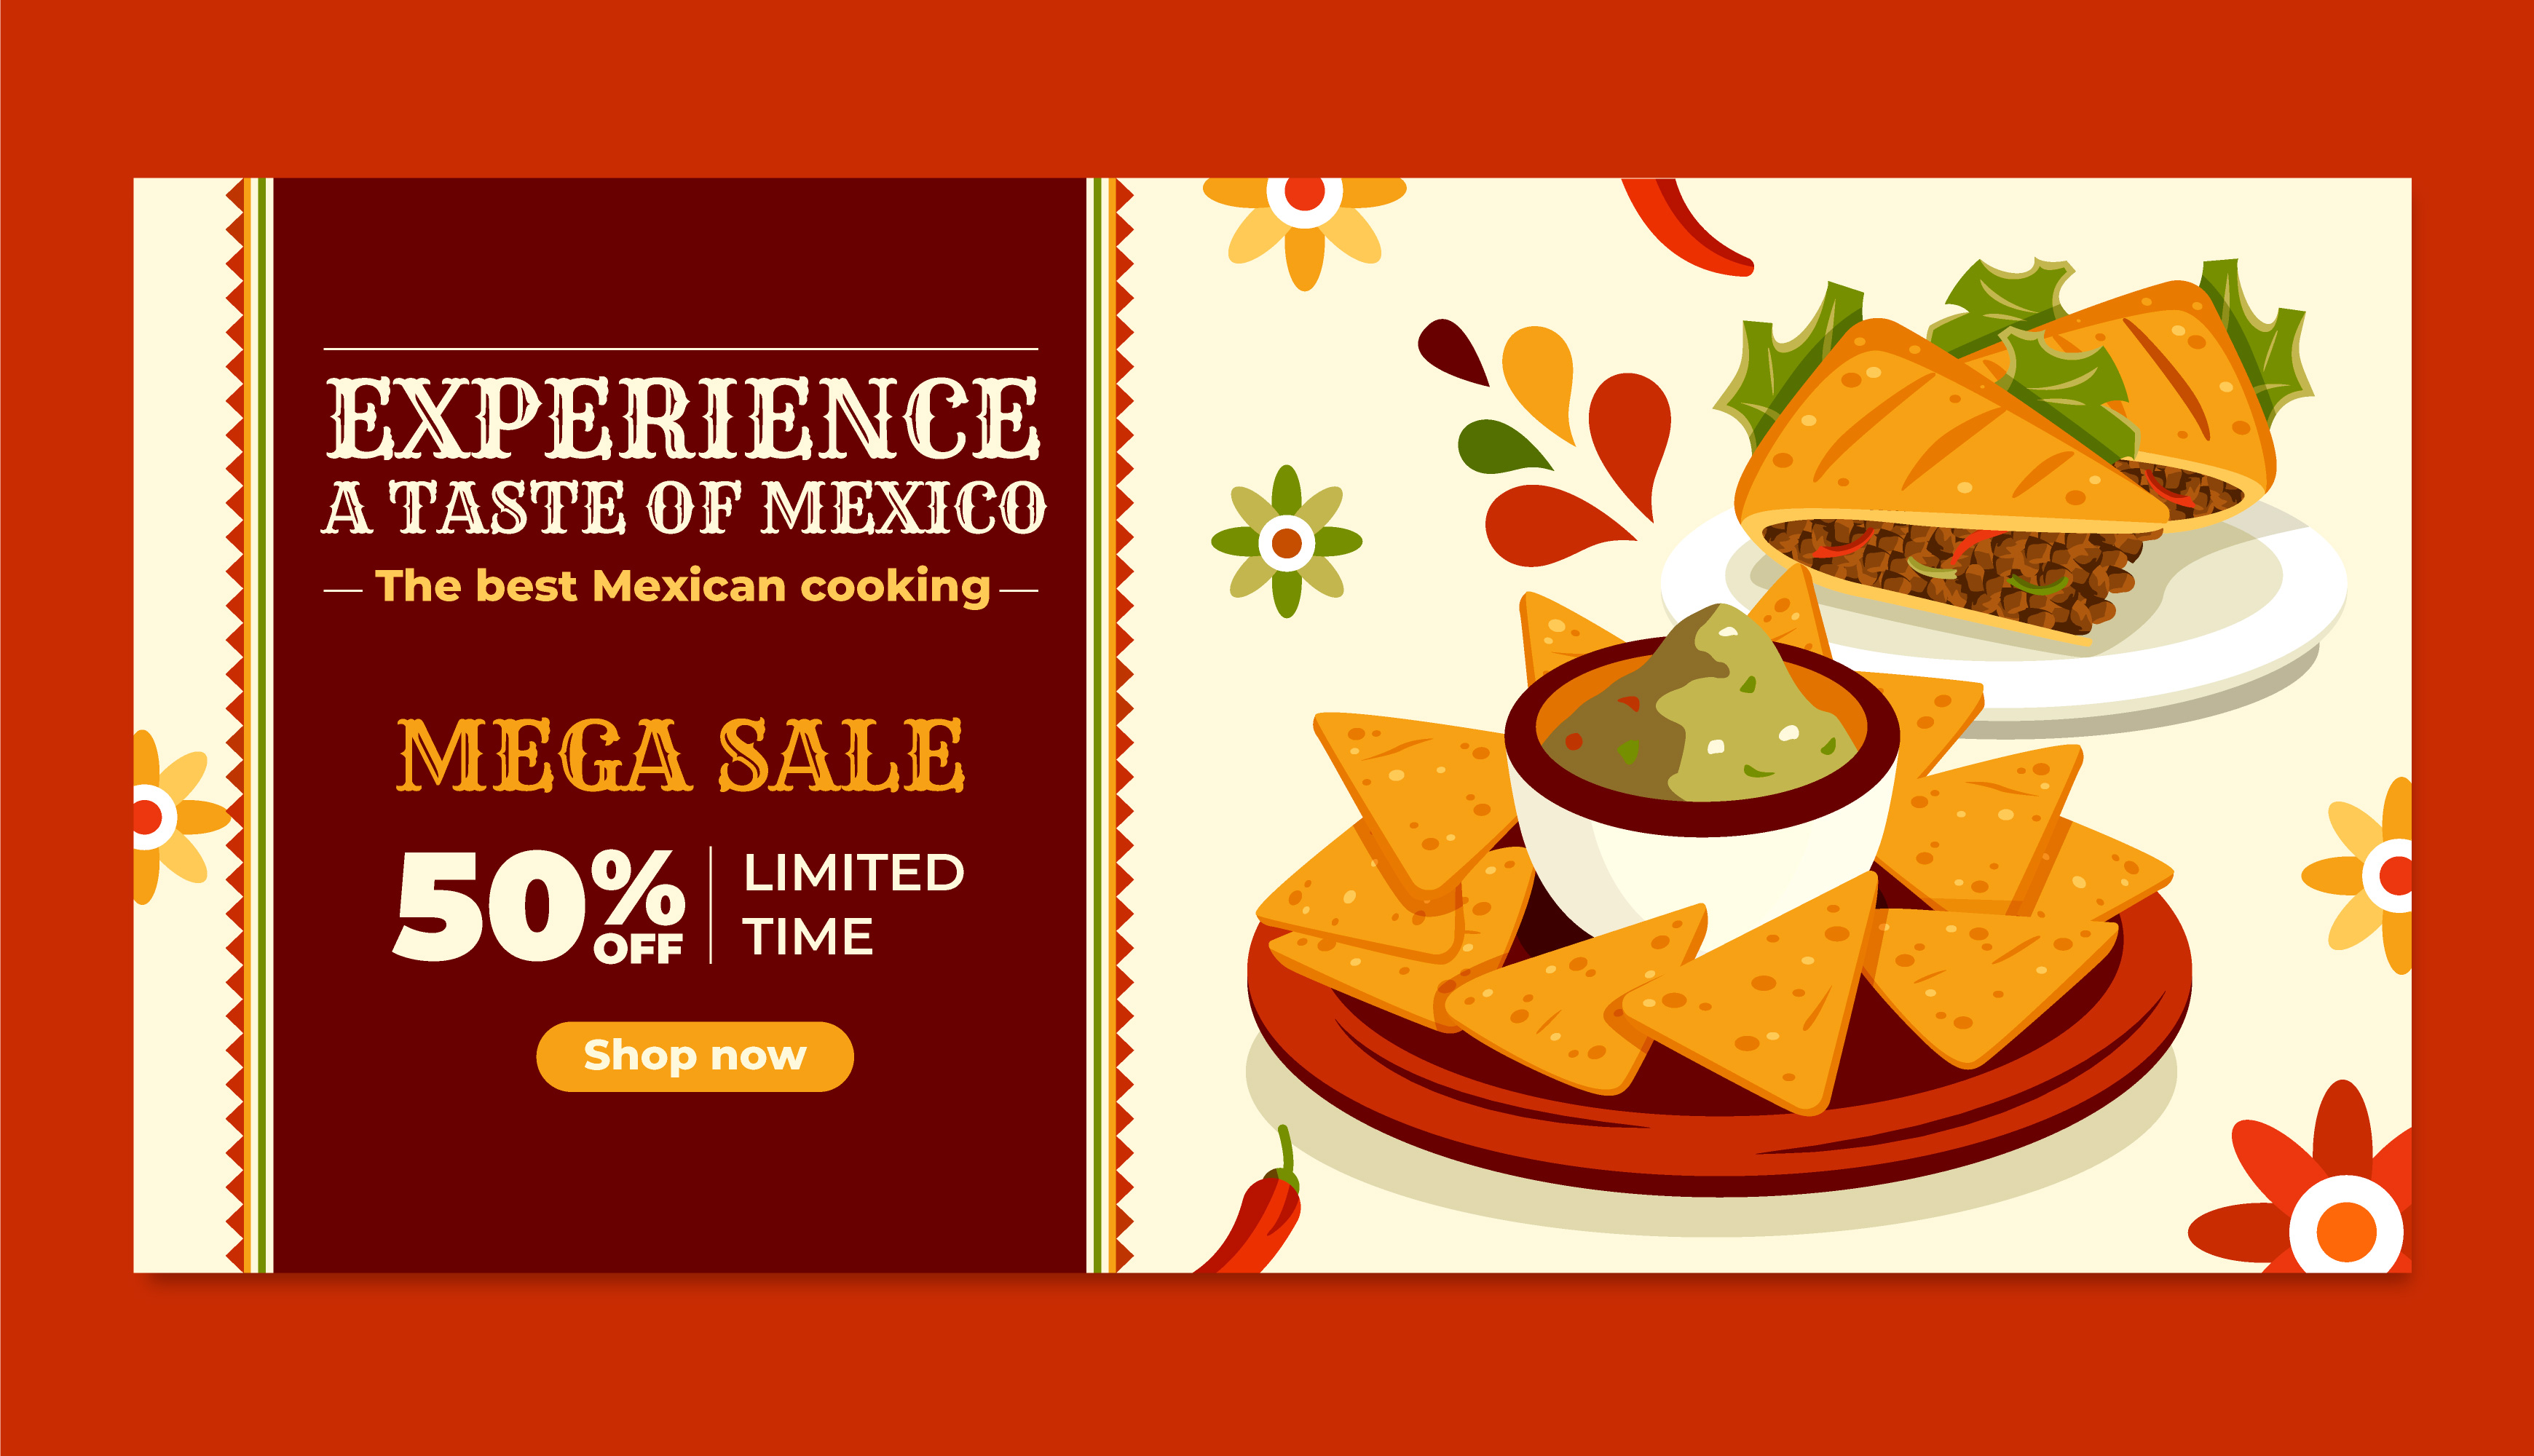 EXPERIENCE
A TASTE OF MEXICO
The best Mexican cooking
MEGA SALE
50% OFF
LIMITED
TIME
Shop now